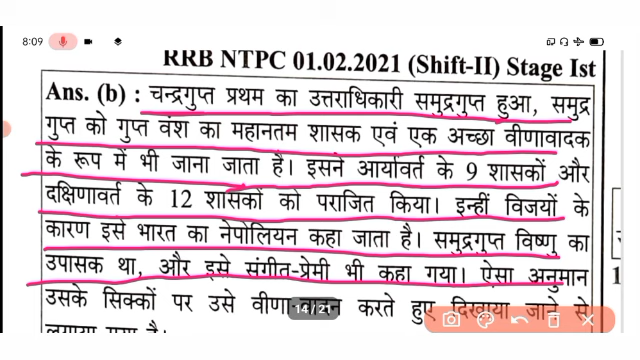 8:09
RRB NTPC 01.02.2021 (Shift-II) Stage Ist
Ans. (b) : चन्द्रगुप्त प्रथम का उत्तराधिकारी समुद्रगुप्त हुआ, समुद्र
गुप्त को गुप्त वंश का महानतम शासक एवं एक अच्छा वीणावादक
के रूप में भी जाना जाता है। इसने आर्यावर्त के 9 शासकों और
दक्षिणावर्त के 12 शासकों को पराजित किया। इन्हीं विजयों के
कारण इसे भारत का नेपोलियन कहा जाता है। समुद्रगुप्त विष्णु का
उपासक था, और इसे संगीत-प्रेमी भी कहा गया। ऐसा अनुमान
उसके सिक्कों पर उसे वीणा करते हुए दिखाया जाने से
14 / 21